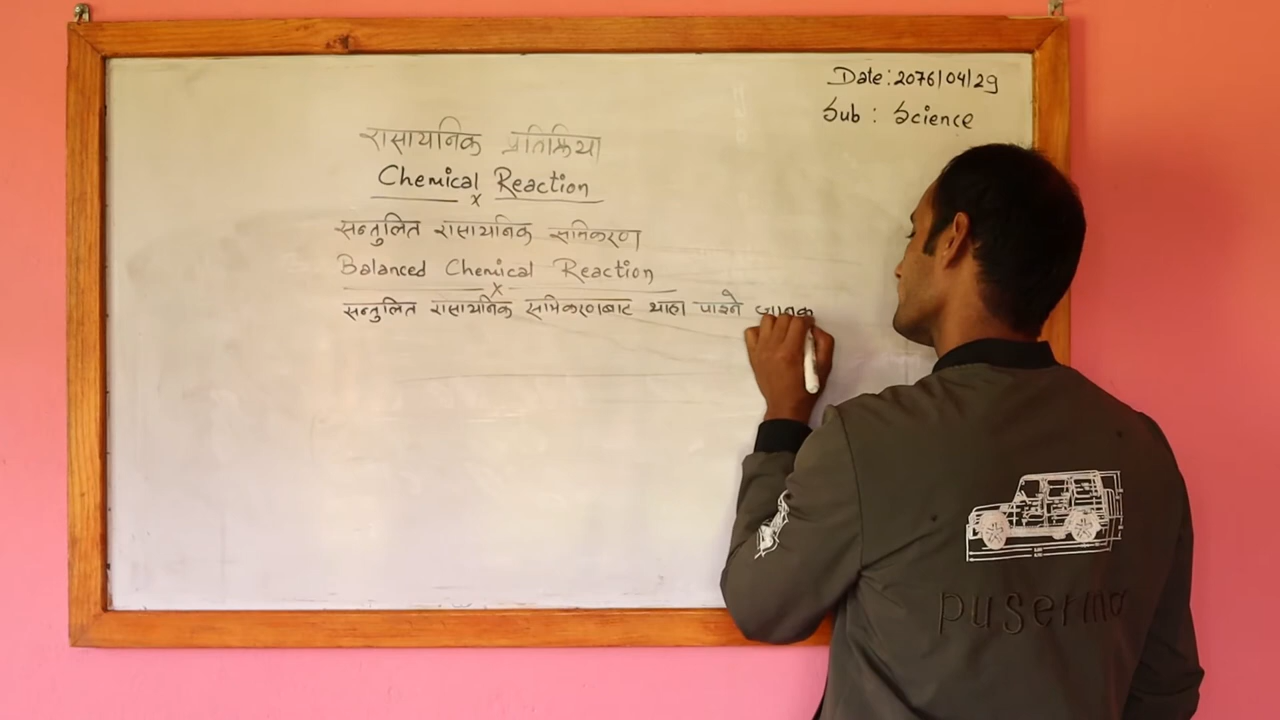 Date: 2076/04/29
Sub : Science
रासायनिक प्रतिक्रिया
Chemical Reaction
x
सन्तुलित रासायनिक समिकरण
Balanced Chemical Reaction
x
सन्तुलित रासायनिक समिकरणबाट थाहा पाइने